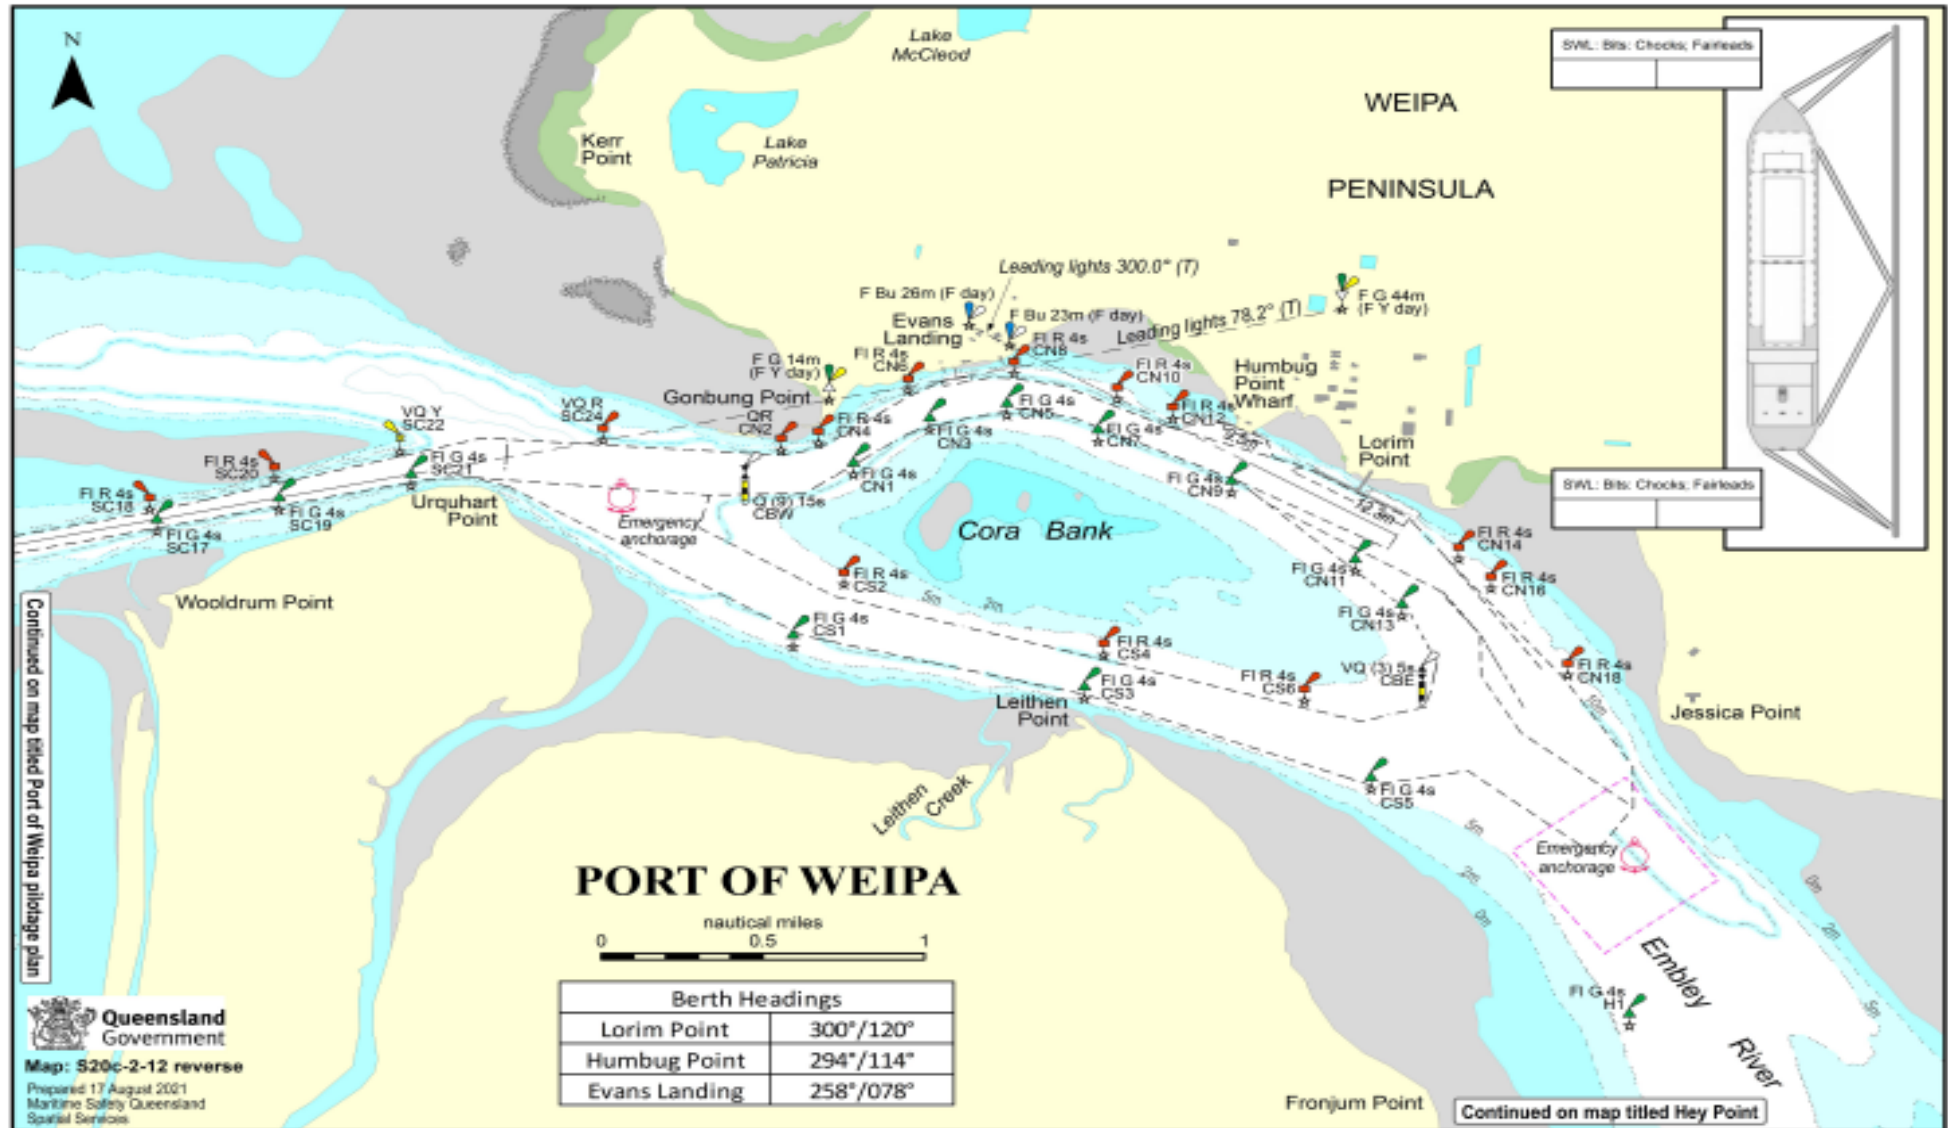 N
Lake
McCleod
Kerr
Point
Lake
Patricia
WEIPA
PENINSULA
SWL: Bits: Chocks; Fairleads
Leading lights 300.0° (T)
F Bu 26m (F day)
Evans
Landing
F Bu 23m (F day)
Leading lights 78.2° (T)
F G 44m
(F Y day)
F G 14m
(F Y day)
Fl R 4s
CN6
Fl R 4s
CN8
Fl R 4s
CN10
Humbug
Point
Wharf
Gonbung Point
VQ Y
SC22
VQ R
SC24
QR
CN2
Fl R 4s
CN4
Fl G 4s
CN3
Fl G 4s
CN5
Fl G 4s
CN7
Fl R 4s
CN12
Lorim
Point
Fl R 4s
SC20
Fl G 4s
SC21
Fl G 4s
CN1
Fl G 4s
CN9
SWL: Bits: Chocks; Fairleads
Fl R 4s
SC18
Fl G 4s
SC19
Fl G 4s
SC17
Urquhart
Point
Emergency
anchorage
Q (9) 15s
CBW
Cora Bank
12.3m
Fl R 4s
CN14
Fl R 4s
CN16
Fl G 4s
CN11
Fl G 4s
CN13
Fl R 4s
CS2
5m
2m
Wooldrum Point
Fl G 4s
CS1
Fl R 4s
CS4
Fl G 4s
CS3
Fl R 4s
CS6
VQ (3) 5s
CBE
Fl R 4s
CN18
10m
Leithen
Point
Jessica Point
Fl G 4s
CS5
Leithen
Creek
5m
2m
0m
Emergency
anchorage
0m
2m
5m
Continued on map titled Port of Weipa pilotage plan
PORT OF WEIPA
nautical miles
0 0.5 1
Berth Headings
Lorim Point 300°/120°
Humbug Point 294°/114°
Evans Landing 258°/078°
Embley
River
Fl G 4s
H1
Queensland
Government
Map: S20c-2-12 reverse
Prepared 17 August 2021
Maritime Safety Queensland
Spatial Services
Fronjum Point
Continued on map titled Hey Point